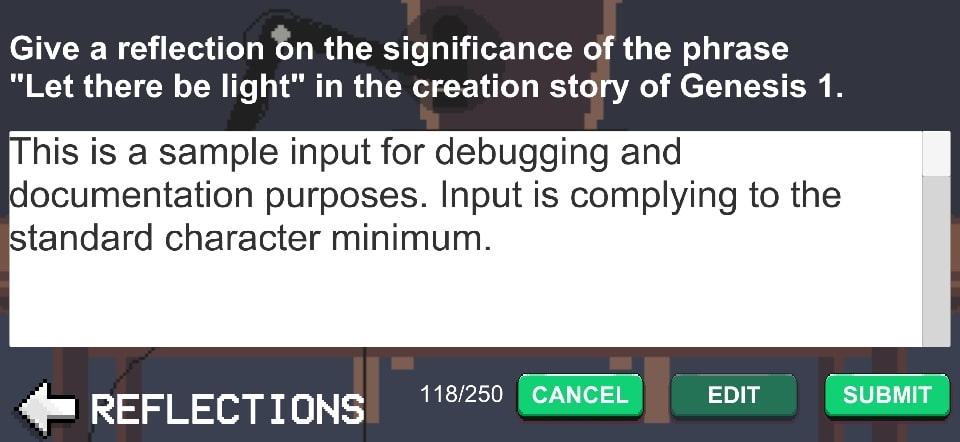 Give a reflection on the significance of the phrase
"Let there be light" in the creation story of Genesis 1.
This is a sample input for debugging and
documentation purposes. Input is complying to the
standard character minimum.
REFLECTIONS
118/250
CANCEL
EDIT
SUBMIT